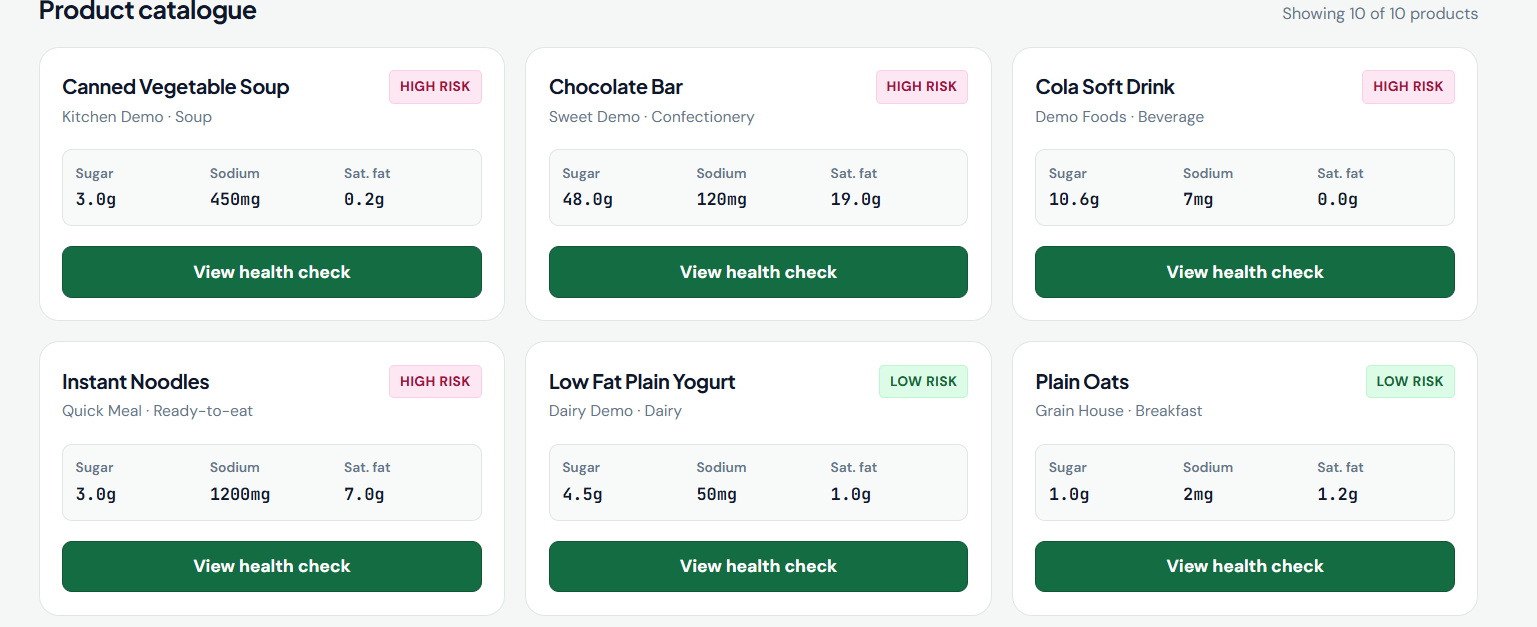 Product catalogue
Showing 10 of 10 products
Canned Vegetable Soup
HIGH RISK
Kitchen Demo · Soup
Sugar Sodium Sat. fat
3.0g 450mg 0.2g
View health check
Chocolate Bar
HIGH RISK
Sweet Demo · Confectionery
Sugar Sodium Sat. fat
48.0g 120mg 19.0g
View health check
Cola Soft Drink
HIGH RISK
Demo Foods · Beverage
Sugar Sodium Sat. fat
10.6g 7mg 0.0g
View health check
Instant Noodles
HIGH RISK
Quick Meal · Ready-to-eat
Sugar Sodium Sat. fat
3.0g 1200mg 7.0g
View health check
Low Fat Plain Yogurt
LOW RISK
Dairy Demo · Dairy
Sugar Sodium Sat. fat
4.5g 50mg 1.0g
View health check
Plain Oats
LOW RISK
Grain House · Breakfast
Sugar Sodium Sat. fat
1.0g 2mg 1.2g
View health check